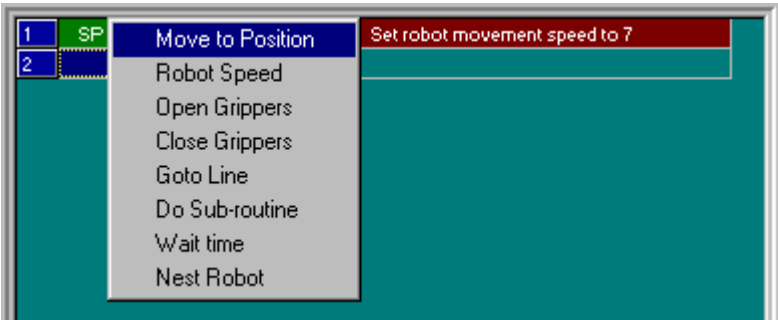 1 SP Set robot movement speed to 7
2
Move to Position
Robot Speed
Open Grippers
Close Grippers
Goto Line
Do Sub-routine
Wait time
Nest Robot